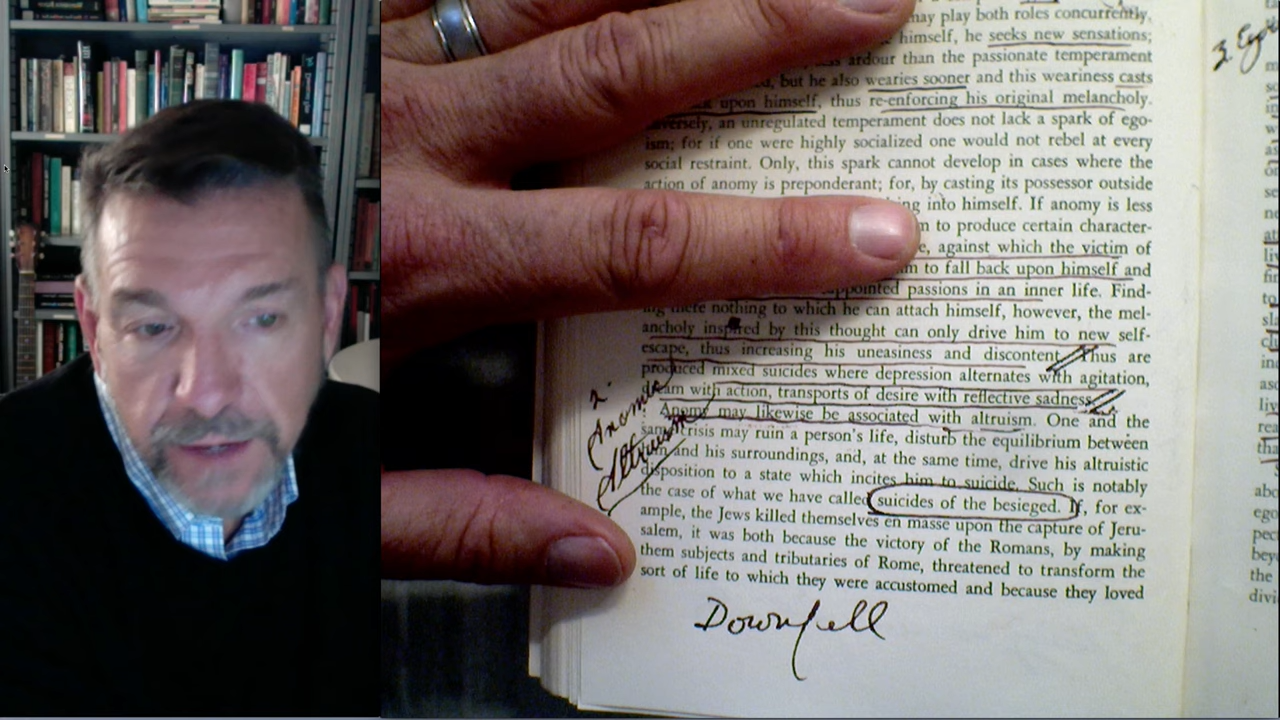 may play both roles concurrently,
himself, he seeks new sensations;
ardour than the passionate temperament
but he also wearies sooner and this weariness casts
upon himself, thus re-enforcing his original melancholy.
an unregulated temperament does not lack a spark of ego-
ism; for if one were highly socialized one would not rebel at every
social restraint. Only, this spark cannot develop in cases where the
action of anomy is preponderant; for, by casting its possessor outside
into himself. If anomy is less
to produce certain character-
against which the victim of
to fall back upon himself and
passions in an inner life. Find-
ing there nothing to which he can attach himself, however, the mel-
ancholy inspired by this thought can only drive him to new self-
escape, thus increasing his uneasiness and discontent. Thus are
produced mixed suicides where depression alternates with agitation,
dream with action, transports of desire with reflective sadness.
Anomy may likewise be associated with altruism. One and the
same crisis may ruin a person's life, disturb the equilibrium between
him and his surroundings, and, at the same time, drive his altruistic
disposition to a state which incites him to suicide. Such is notably
the case of what we have called suicides of the besieged. If, for ex-
ample, the Jews killed themselves en masse upon the capture of Jeru-
salem, it was both because the victory of the Romans, by making
them subjects and tributaries of Rome, threatened to transform the
sort of life to which they were accustomed and because they loved
2.
Anomic
Altruism
Downfall
3. Ego